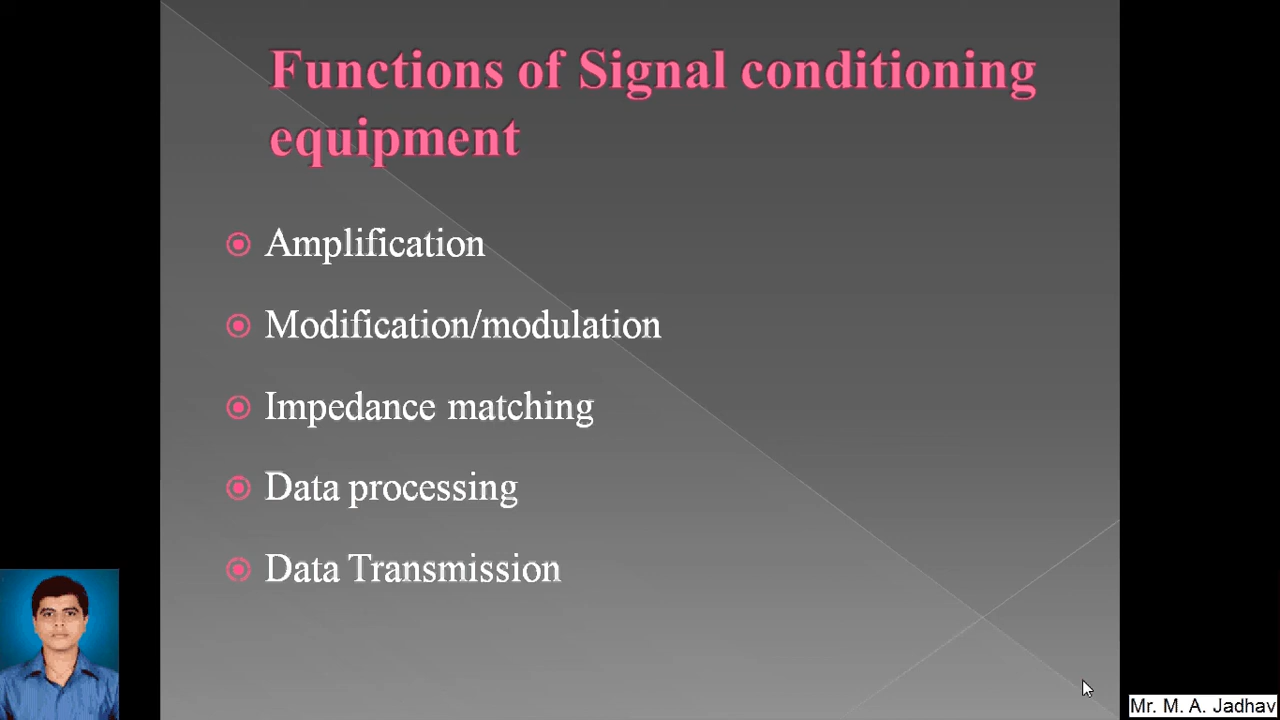 Functions of Signal conditioning
equipment
Amplification
Modification/modulation
Impedance matching
Data processing
Data Transmission
Mr. M. A. Jadhav